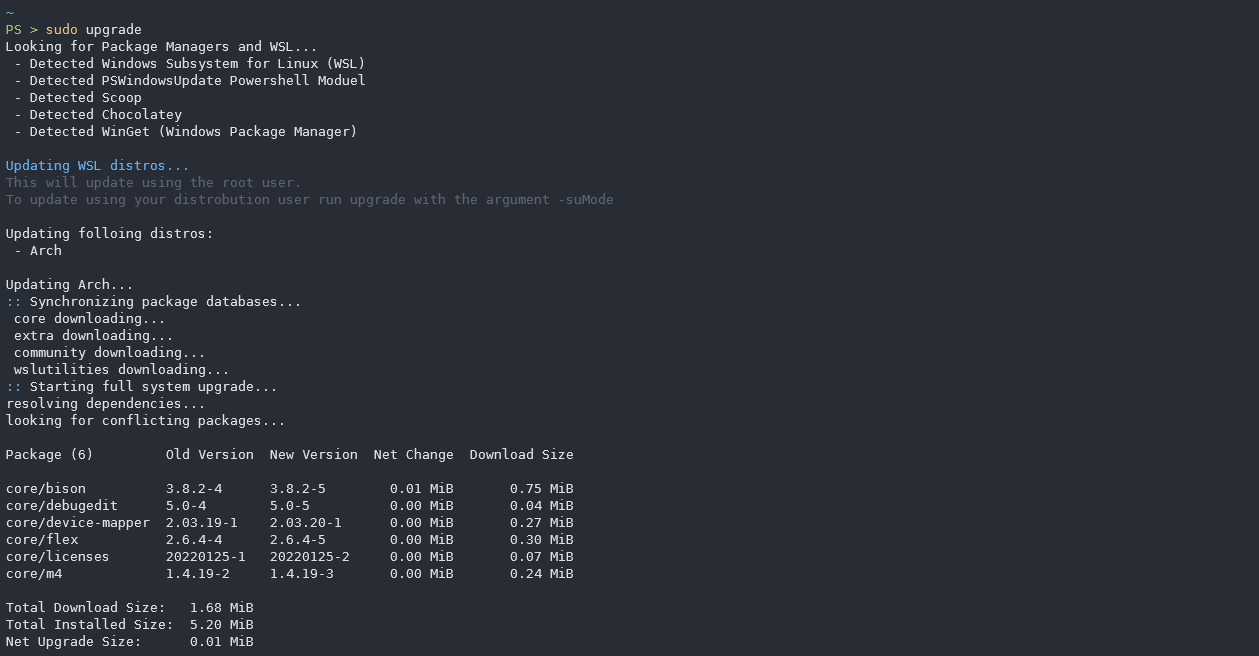 ~
PS > sudo upgrade
Looking for Package Managers and WSL...
 - Detected Windows Subsystem for Linux (WSL)
 - Detected PSWindowsUpdate Powershell Moduel
 - Detected Scoop
 - Detected Chocolatey
 - Detected WinGet (Windows Package Manager)

Updating WSL distros...
This will update using the root user.
To update using your distrobution user run upgrade with the argument -suMode

Updating folloing distros:
 - Arch

Updating Arch...
:: Synchronizing package databases...
 core downloading...
 extra downloading...
 community downloading...
 wslutilities downloading...
:: Starting full system upgrade...
resolving dependencies...
looking for conflicting packages...

Package (6)         Old Version  New Version  Net Change  Download Size

core/bison          3.8.2-4      3.8.2-5        0.01 MiB       0.75 MiB
core/debugedit      5.0-4        5.0-5          0.00 MiB       0.04 MiB
core/device-mapper  2.03.19-1    2.03.20-1      0.00 MiB       0.27 MiB
core/flex           2.6.4-4      2.6.4-5        0.00 MiB       0.30 MiB
core/licenses       20220125-1   20220125-2     0.00 MiB       0.07 MiB
core/m4             1.4.19-2     1.4.19-3       0.00 MiB       0.24 MiB

Total Download Size:   1.68 MiB
Total Installed Size:  5.20 MiB
Net Upgrade Size:      0.01 MiB